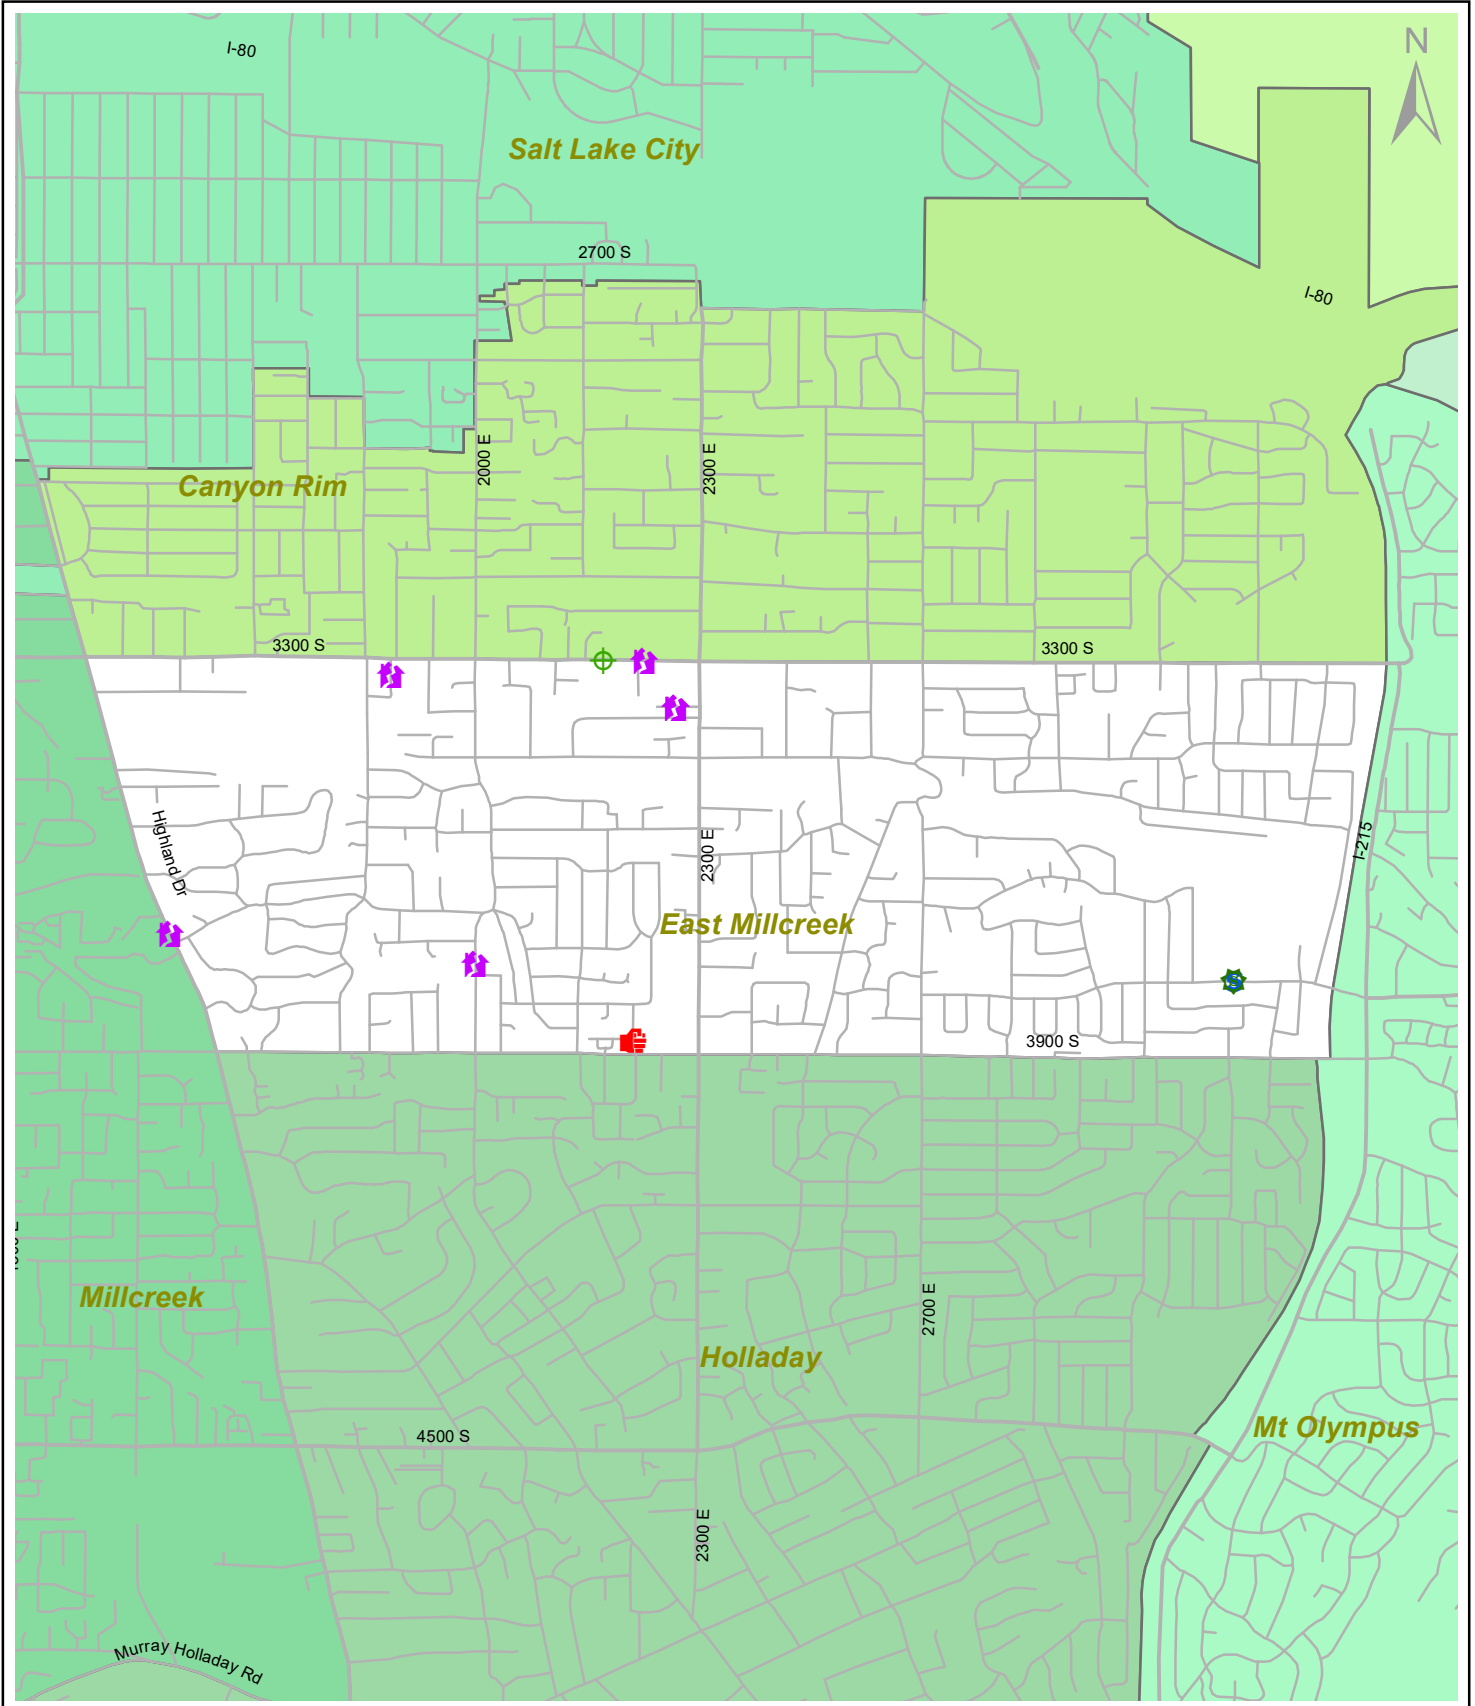 I-80
N
Salt Lake City
2700 S
I-80
2000 E
2300 E
Canyon Rim
3300 S
3300 S
Highland Dr
2300 E
I-215
East Millcreek
3900 S
Millcreek
2700 E
Holladay
4500 S
Mt Olympus
2300 E
Murray Holladay Rd